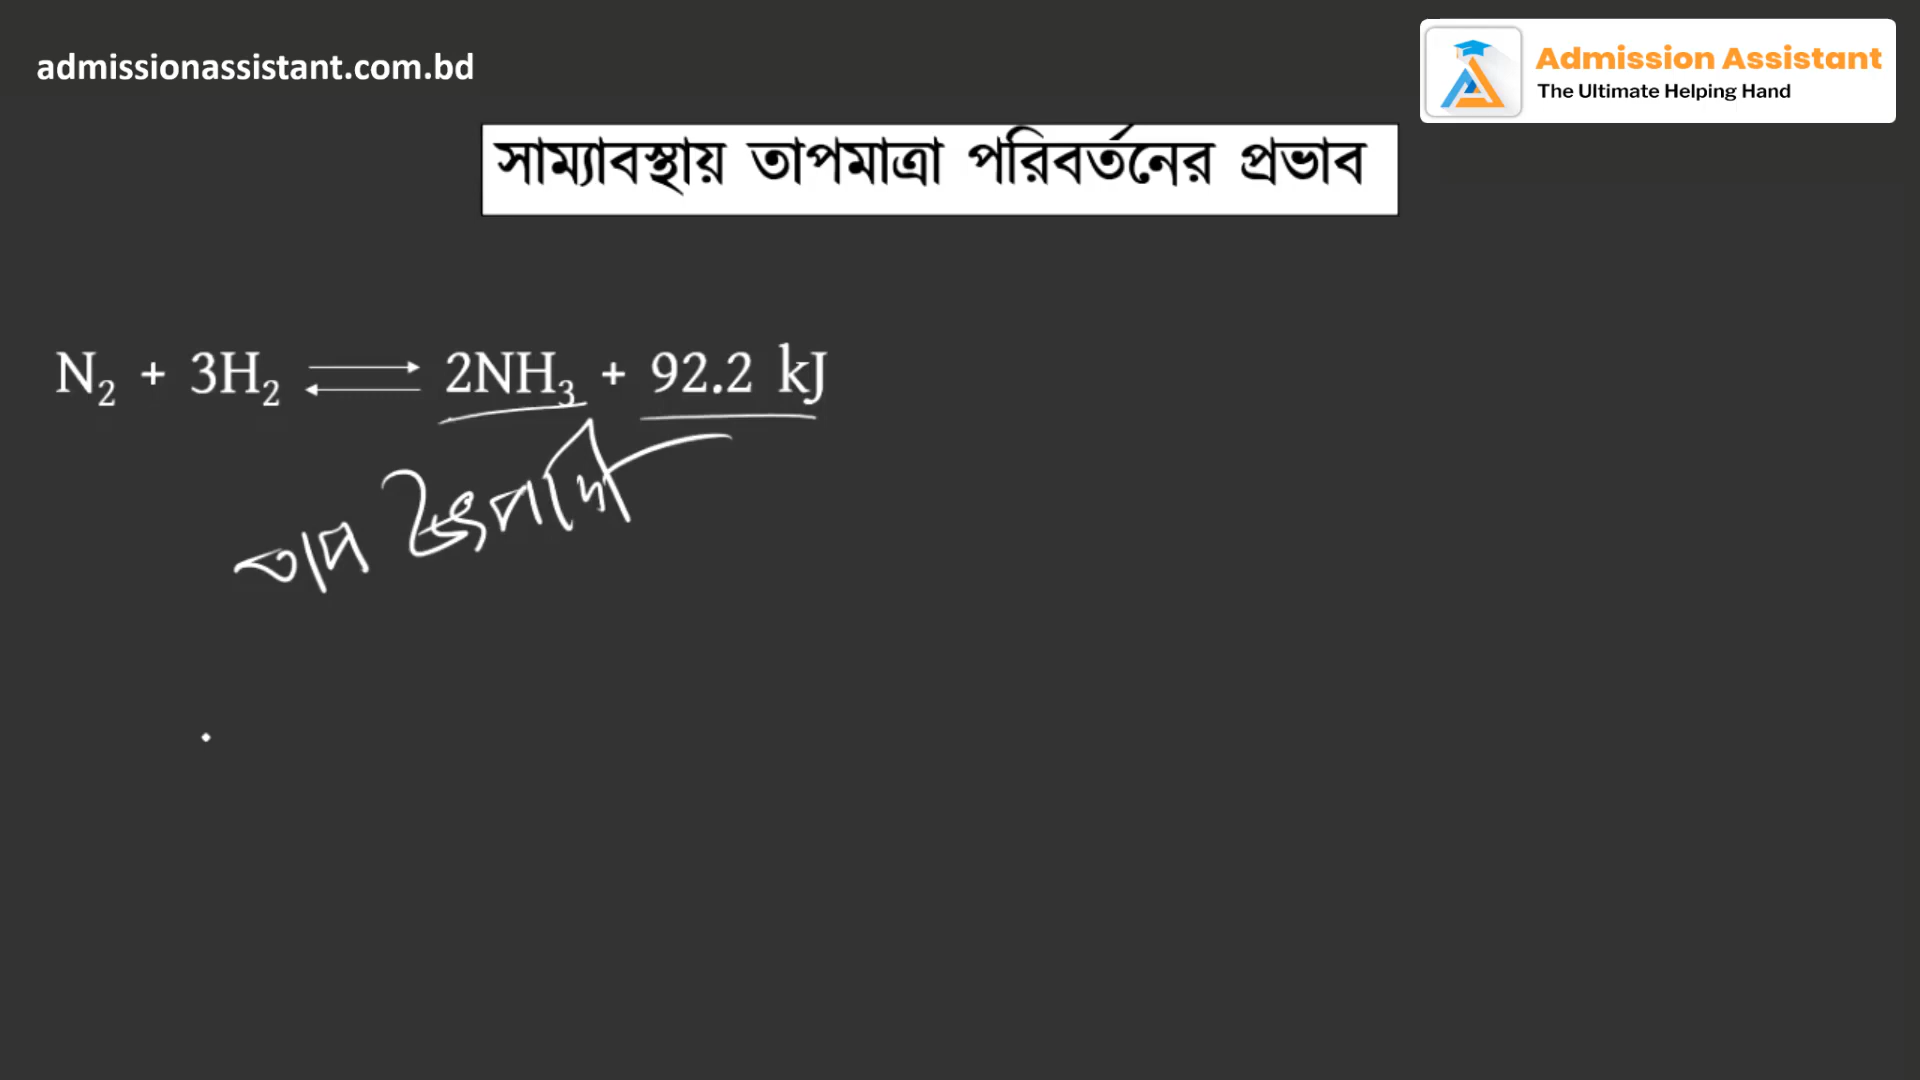 admissionassistant.com.bd
Admission Assistant
The Ultimate Helping Hand
সাম্যাবস্থায় তাপমাত্রা পরিবর্তনের প্রভাব
N₂ + 3H₂ ⇌ 2NH₃ + 92.2 kJ
তাপ উৎপাদী